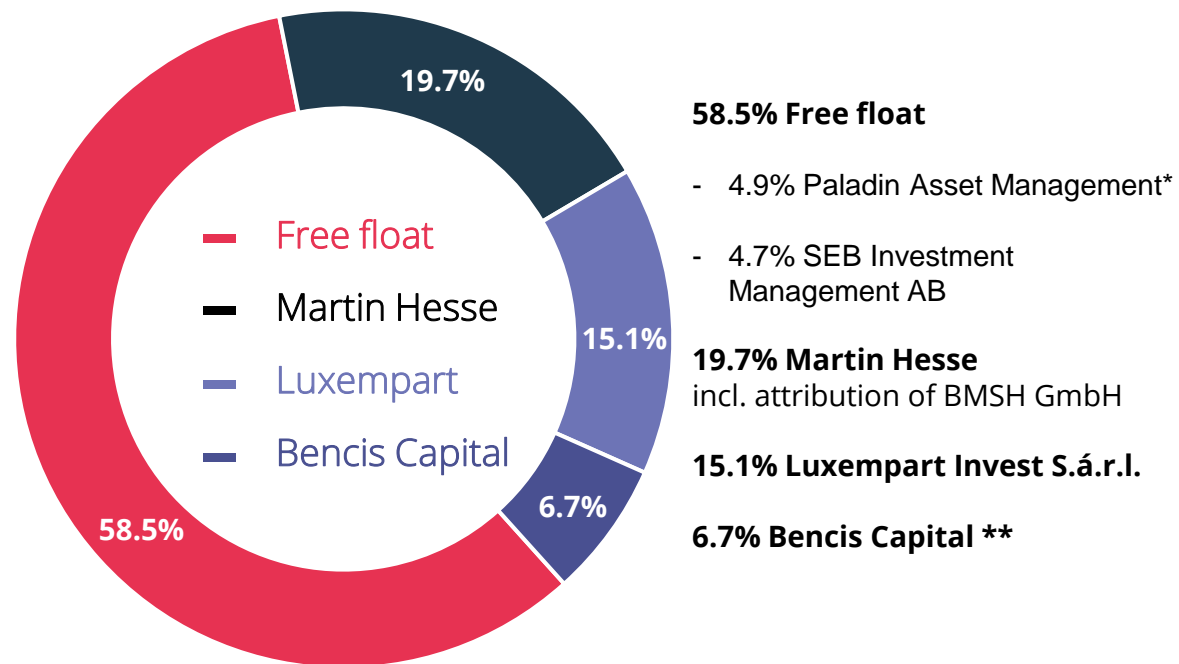 19.7%
15.1%
6.7%
58.5%
Free float
Martin Hesse
Luxempart
Bencis Capital
58.5% Free float
- 4.9% Paladin Asset Management*
- 4.7% SEB Investment
Management AB
19.7% Martin Hesse
incl. attribution of BMSH GmbH
15.1% Luxempart Invest S.á.r.l.
6.7% Bencis Capital **